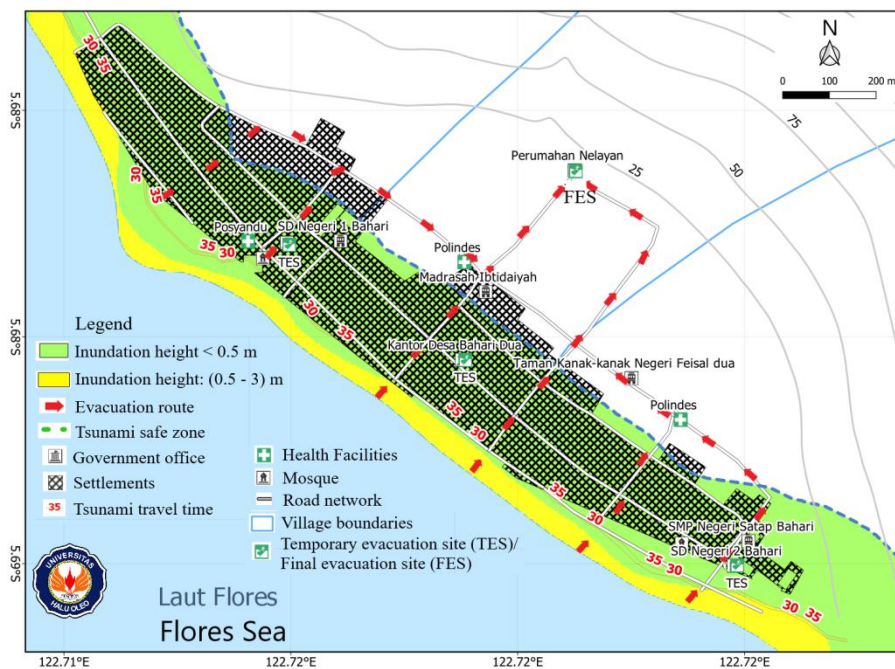 N
0 100 200 m
30
35
5.69°S
75
50
25
Perumahan Nelayan
FES
30
35
Posyandu
SD Negeri 1 Bahari
TES
35
30
Polindes
Madrasah Ibtidaiyah
30
35
5.69°S
Kantor Desa Bahari Dua
TES
Taman Kanak-kanak Negeri Feisal dua
Polindes
35
30
35
30
SMP Negeri Satap Bahari
SD Negeri 2 Bahari
TES
35
30
30
35
5.69°S
Legend
Inundation height < 0.5 m
Inundation height: (0.5 - 3) m
Evacuation route
Tsunami safe zone
Government office
Settlements
35 Tsunami travel time
Health Facilities
Mosque
Road network
Village boundaries
Temporary evacuation site (TES)/
Final evacuation site (FES)
UNIVERSITAS
HALU OLEO
Laut Flores
Flores Sea
122.71°E
122.72°E
122.72°E
122.72°E